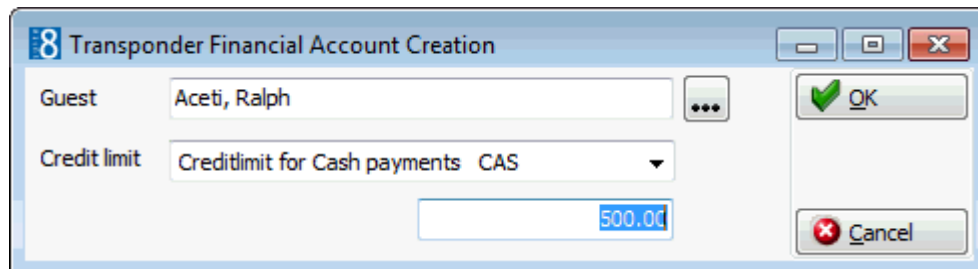 8 Transponder Financial Account Creation
Guest Aceti, Ralph ... OK
Credit limit Creditlimit for Cash payments CAS
500.00
Cancel